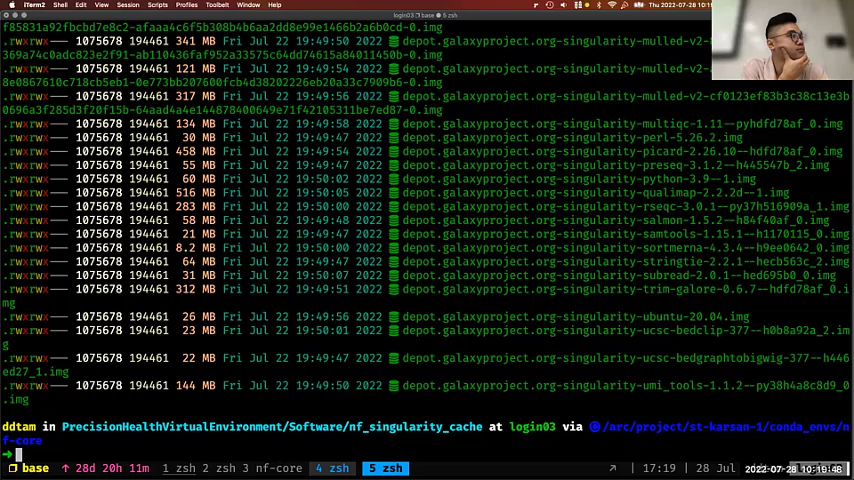 iTerm2 Shell Edit View Session Scripts Profiles Toolbelt Window Help
login03 base 5 zsh
f85831a92fbcbd7e8c2-afaaa4c6f5b308b4b6aa2dd8e99e1466b2a6b0cd-0.img
.rwxrwx— 1075678 194461 341 MB Fri Jul 22 19:49:50 2022 depot.galaxyproject.org-singularity-mulled-v2-8
369a74c0adc823e2f91-ab110436faf952a33575c64dd74615a84011450b-0.img
.rwxrwx— 1075678 194461 121 MB Fri Jul 22 19:49:54 2022 depot.galaxyproject.org-singularity-mulled-v2-
8e0867610c718cb5eb1-0e773bb207600fcb4d38202226eb20a33c7909b6-0.img
.rwxrwx— 1075678 194461 317 MB Fri Jul 22 19:49:56 2022 depot.galaxyproject.org-singularity-mulled-v2-cf0123ef83b3c38c13e3b
0696a3f285d3f20f15b-64aad4a4e144878400649e71f42105311be7ed87-0.img
.rwxrwx— 1075678 194461 134 MB Fri Jul 22 19:49:58 2022 depot.galaxyproject.org-singularity-multiqc-1.11--pyhdfd78af_0.img
.rwxrwx— 1075678 194461 30 MB Fri Jul 22 19:49:47 2022 depot.galaxyproject.org-singularity-perl-5.26.2.img
.rwxrwx— 1075678 194461 458 MB Fri Jul 22 19:49:54 2022 depot.galaxyproject.org-singularity-picard-2.26.10--hdfd78af_0.img
.rwxrwx— 1075678 194461 55 MB Fri Jul 22 19:49:47 2022 depot.galaxyproject.org-singularity-preseq-3.1.2--h445547b_2.img
.rwxrwx— 1075678 194461 60 MB Fri Jul 22 19:50:02 2022 depot.galaxyproject.org-singularity-python-3.9--1.img
.rwxrwx— 1075678 194461 516 MB Fri Jul 22 19:50:05 2022 depot.galaxyproject.org-singularity-qualimap-2.2.2d--1.img
.rwxrwx— 1075678 194461 283 MB Fri Jul 22 19:50:00 2022 depot.galaxyproject.org-singularity-rseqc-3.0.1--py37h516909a_1.img
.rwxrwx— 1075678 194461 58 MB Fri Jul 22 19:49:48 2022 depot.galaxyproject.org-singularity-salmon-1.5.2--h84f40af_0.img
.rwxrwx— 1075678 194461 21 MB Fri Jul 22 19:49:47 2022 depot.galaxyproject.org-singularity-samtools-1.15.1--h1170115_0.img
.rwxrwx— 1075678 194461 8.2 MB Fri Jul 22 19:50:00 2022 depot.galaxyproject.org-singularity-sortmerna-4.3.4--h9ee0642_0.img
.rwxrwx— 1075678 194461 64 MB Fri Jul 22 19:49:47 2022 depot.galaxyproject.org-singularity-stringtie-2.2.1--hecb563c_2.img
.rwxrwx— 1075678 194461 31 MB Fri Jul 22 19:50:07 2022 depot.galaxyproject.org-singularity-subread-2.0.1--hed695b0_0.img
.rwxrwx— 1075678 194461 312 MB Fri Jul 22 19:49:51 2022 depot.galaxyproject.org-singularity-trim-galore-0.6.7--hdfd78af_0.i
mg
.rwxrwx— 1075678 194461 26 MB Fri Jul 22 19:49:56 2022 depot.galaxyproject.org-singularity-ubuntu-20.04.img
.rwxrwx— 1075678 194461 23 MB Fri Jul 22 19:50:01 2022 depot.galaxyproject.org-singularity-ucsc-bedclip-377--h0b8a92a_2.im
g
.rwxrwx— 1075678 194461 22 MB Fri Jul 22 19:49:47 2022 depot.galaxyproject.org-singularity-ucsc-bedgraphtobigwig-377--h446
ed27_1.img
.rwxrwx— 1075678 194461 144 MB Fri Jul 22 19:49:50 2022 depot.galaxyproject.org-singularity-umi_tools-1.1.2--py38h4a8c8d9_0
.img
ddtam in PrecisionHealthVirtualEnvironment/Software/nf_singularity_cache at login03 via /arc/project/st-karsan-1/conda_envs/n
f-core
→
base ↑ 28d 20h 11m 1 zsh 2 zsh 3 nf-core 4 zsh 5 zsh ↗ | 17:19 | 28 Jul 2022-07-28 10:19:48